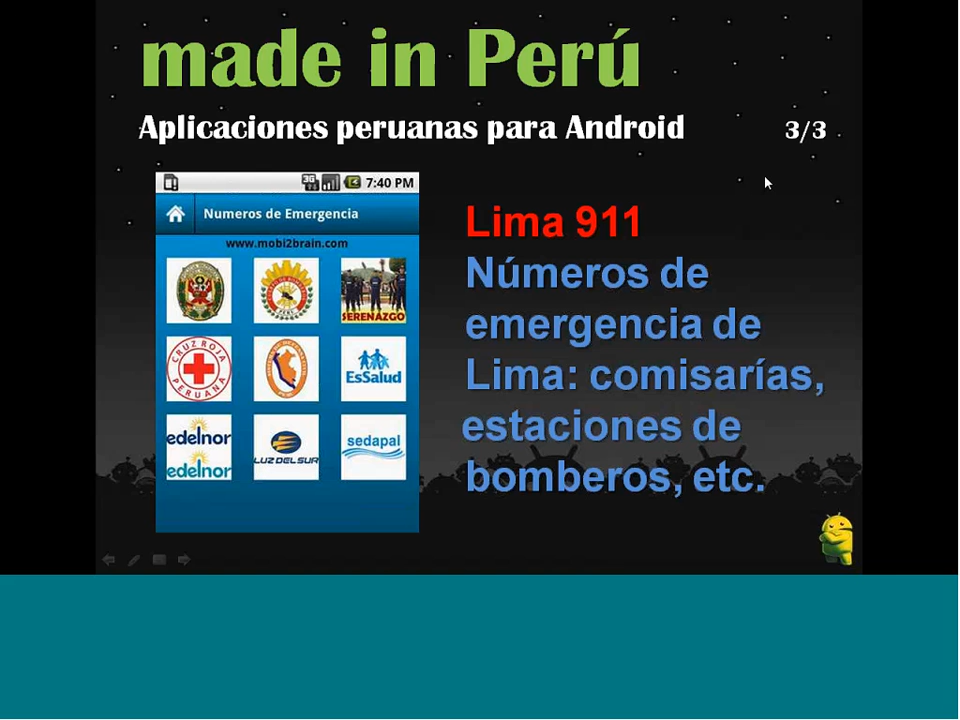 made in Perú
Aplicaciones peruanas para Android 3/3
3G 7:40 PM
Numeros de Emergencia
www.mobi2brain.com
SERENAZGO
CRUZ ROJA
PERUANA
EsSalud
edelnor
edelnor
LUZ DEL SUR
sedapal
Lima 911
Números de
emergencia de
Lima: comisarías,
estaciones de
bomberos, etc.